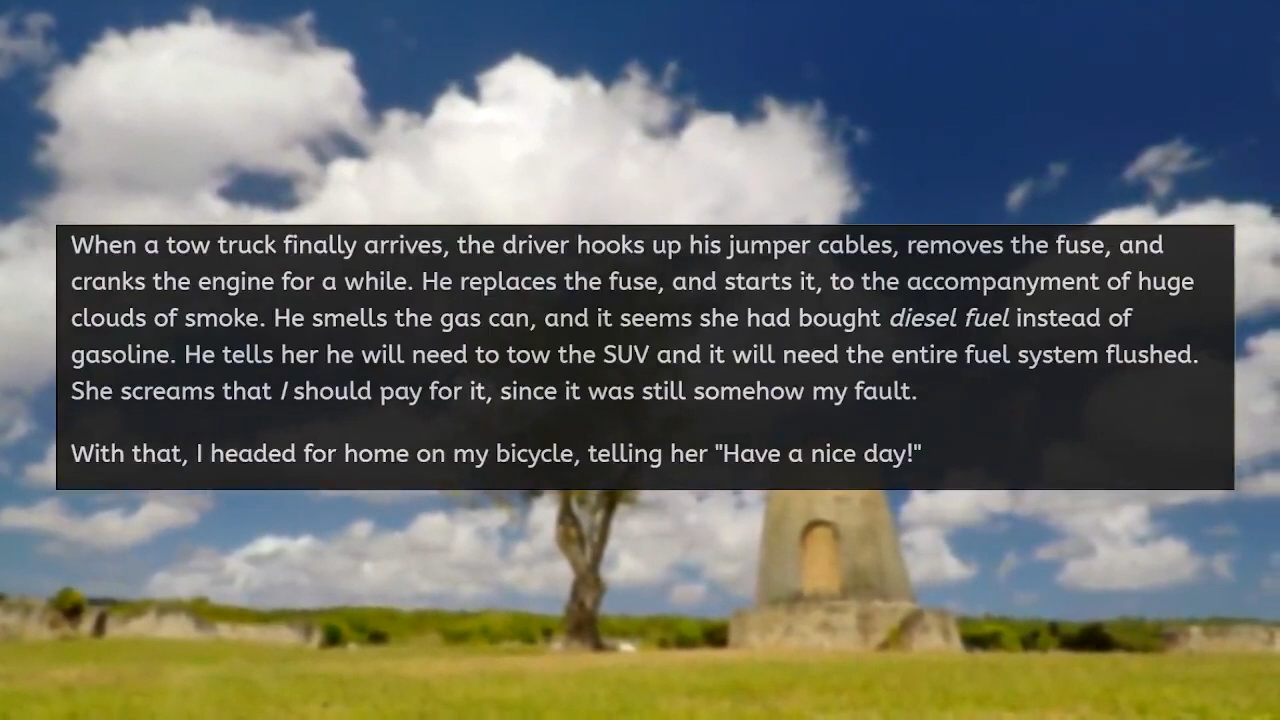 When a tow truck finally arrives, the driver hooks up his jumper cables, removes the fuse, and
cranks the engine for a while. He replaces the fuse, and starts it, to the accompanyment of huge
clouds of smoke. He smells the gas can, and it seems she had bought diesel fuel instead of
gasoline. He tells her he will need to tow the SUV and it will need the entire fuel system flushed.
She screams that I should pay for it, since it was still somehow my fault.
With that, I headed for home on my bicycle, telling her "Have a nice day!"